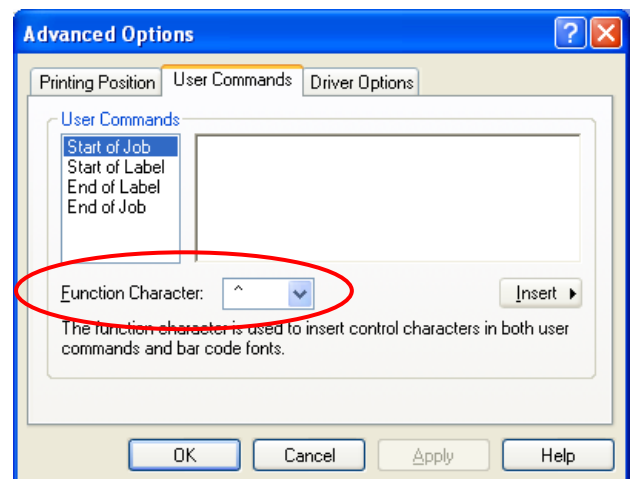 Advanced Options
Printing Position User Commands Driver Options
User Commands
Start of Job
Start of Label
End of Label
End of Job
Function Character: ^
Insert
The function character is used to insert control characters in both user
commands and bar code fonts.
OK Cancel Apply Help